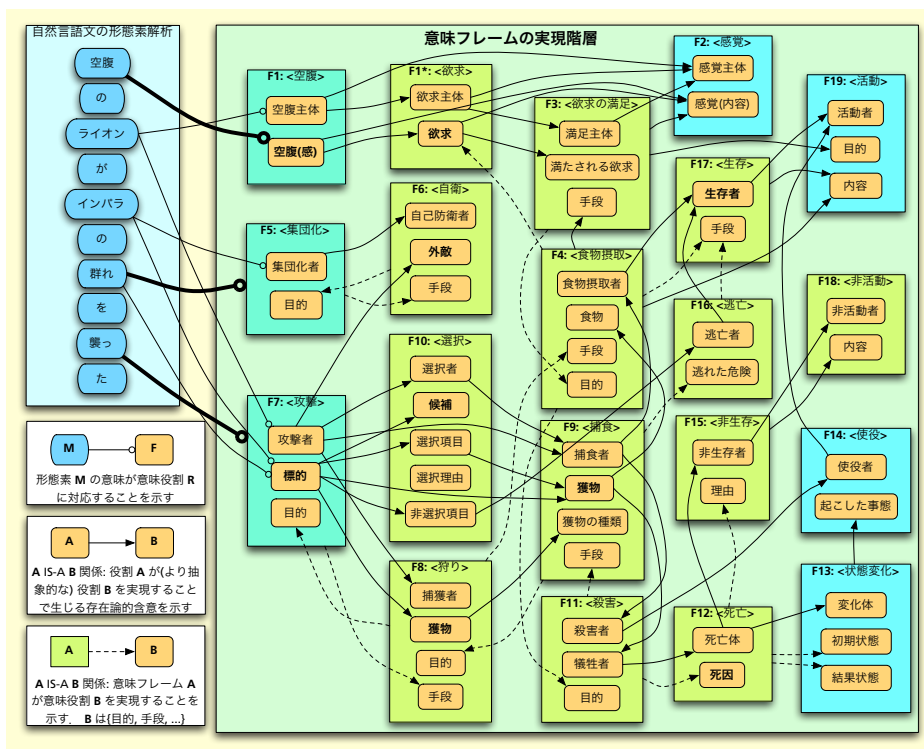 自然言語文の形態素解析
空腹
の
ライオン
が
インパラ
の
群れ
を
襲っ
た
M
F
形態素 M の意味が意味役割 R
に対応することを示す
A
B
A IS-A B 関係: 役割 A が(より抽
象的な) 役割 B を実現すること
で生じる存在論的含意を示す
A
B
A IS-A B 関係: 意味フレーム A
が意味役割 B を実現することを
示す. B は{目的, 手段, ...}
意味フレームの実現階層
F1: <空腹>
空腹主体
空腹(感)
F5: <集団化>
集団化者
目的
F7: <攻撃>
攻撃者
標的
目的
F1*: <欲求>
欲求主体
欲求
F6: <自衛>
自己防衛者
外敵
手段
F10: <選択>
選択者
候補
選択項目
選択理由
非選択項目
F8: <狩り>
捕獲者
獲物
目的
手段
F3: <欲求の満足>
満足主体
満たされる欲求
手段
F4: <食物摂取>
食物摂取者
食物
手段
目的
F9: <捕食>
捕食者
獲物
獲物の種類
手段
F11: <殺害>
殺害者
犠牲者
目的
F2: <感覚>
感覚主体
感覚(内容)
F17: <生存>
生存者
手段
F16: <逃亡>
逃亡者
逃れた危険
F15: <非生存>
非生存者
理由
F12: <死亡>
死亡体
死因
F19: <活動>
活動者
目的
内容
F18: <非活動>
非活動者
内容
F14: <使役>
使役者
起こした事態
F13: <状態変化>
変化体
初期状態
結果状態